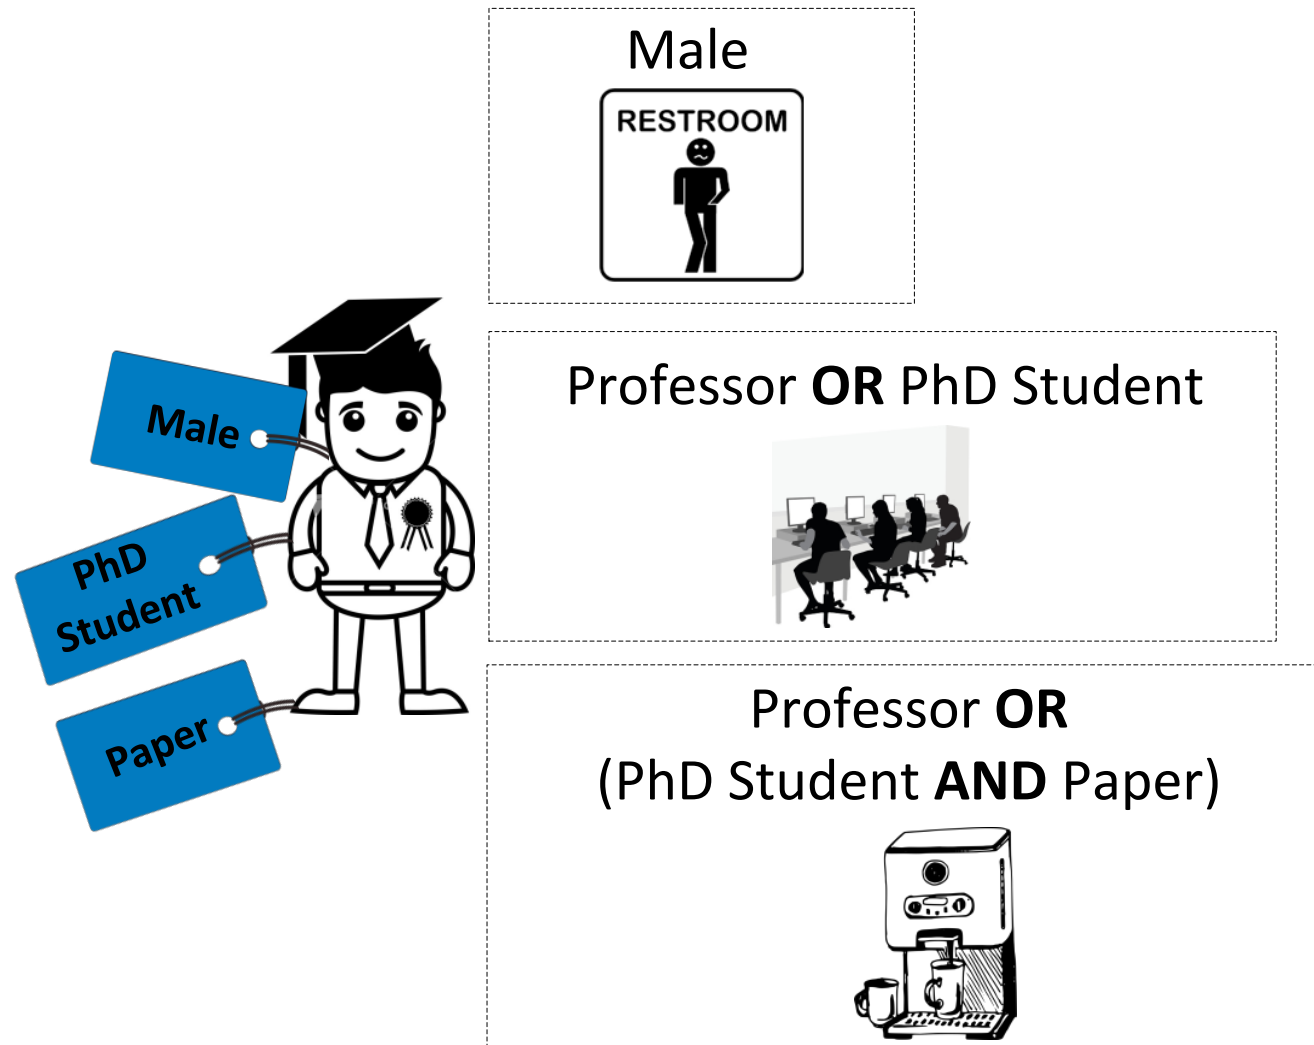 Male
RESTROOM
Professor OR PhD Student
Male
PhD
Student
Paper
Professor OR
(PhD Student AND Paper)